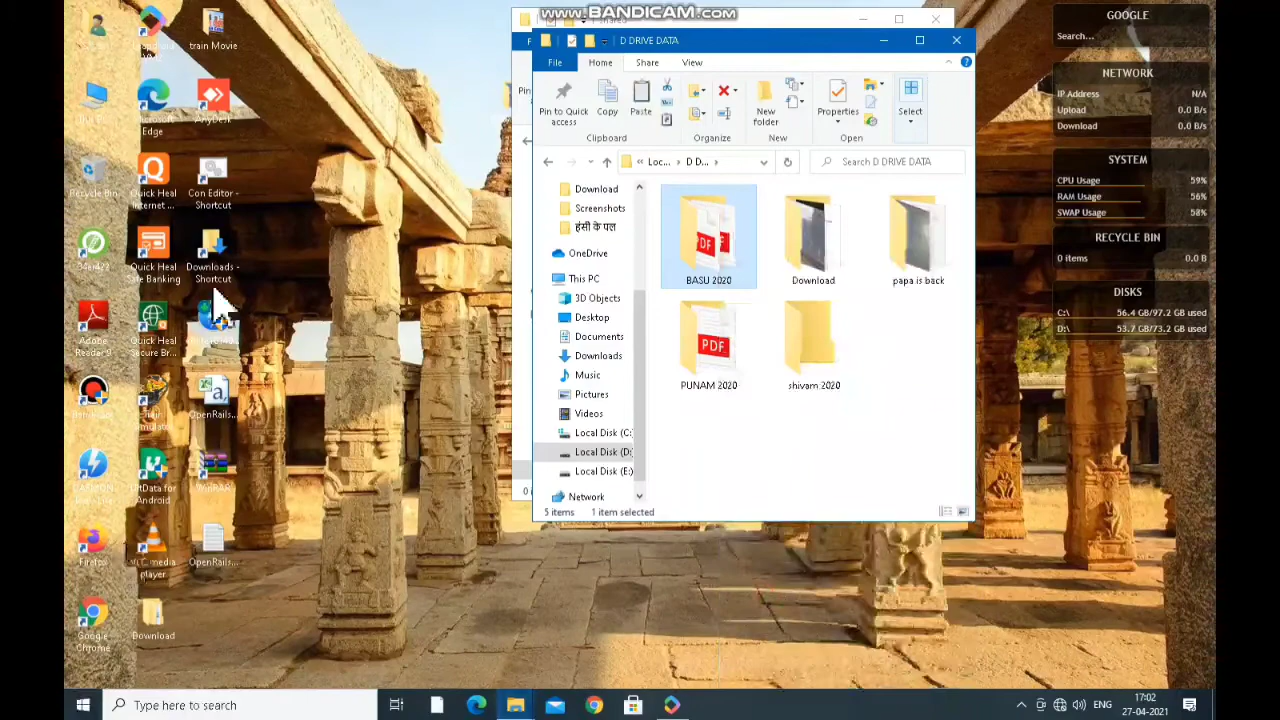 www.BANDICAM.com
D DRIVE DATA
File
Home
Share
View
Pin to Quick
access
Copy
Paste
New
folder
Properties
Select
Clipboard
Organize
New
Open
« Loc... › D D... ›
Search D DRIVE DATA
Download
Screenshots
हंसी के पल
OneDrive
This PC
3D Objects
Desktop
Documents
Downloads
Music
Pictures
Videos
Local Disk (C:
Local Disk (D:
Local Disk (E:)
Network
PDF
BASU 2020
Download
papa is back
PDF
PUNAM 2020
shivam 2020
5 items
1 item selected
train Movie
Microsoft
Edge
AnyDesk
Recycle Bin
Quick Heal
Internet ...
Con Editor -
Shortcut
Quick Heal
Safe Banking
Downloads -
Shortcut
Adobe
Reader 9
Quick Heal
Secure Br...
OpenRails...
Android
WinRAR
Firefox
VLC media
player
OpenRails...
Google
Chrome
Download
GOOGLE
Search...
NETWORK
IP Address N/A
Upload 0.0 B/s
Download 0.0 B/s
SYSTEM
CPU Usage 59%
RAM Usage 56%
SWAP Usage 58%
RECYCLE BIN
0 items 0.0 B
DISKS
C:\ 56.4 GB/97.2 GB used
D:\ 53.7 GB/73.2 GB used
Type here to search
ENG
17:02
27-04-2021